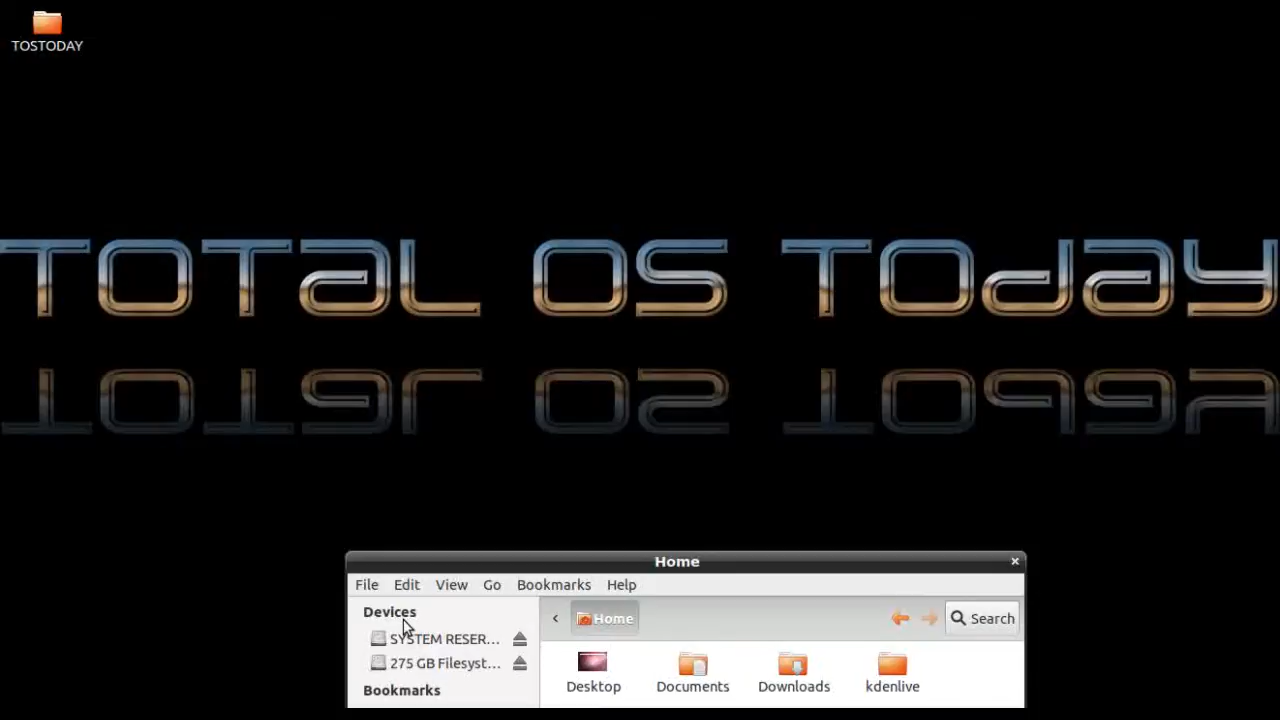 TOSTODAY
TOTAL OS TODAY
Home
File Edit View Go Bookmarks Help
Devices
Home
Search
SYSTEM RESER...
275 GB Filesyst...
Bookmarks
Desktop
Documents
Downloads
kdenlive